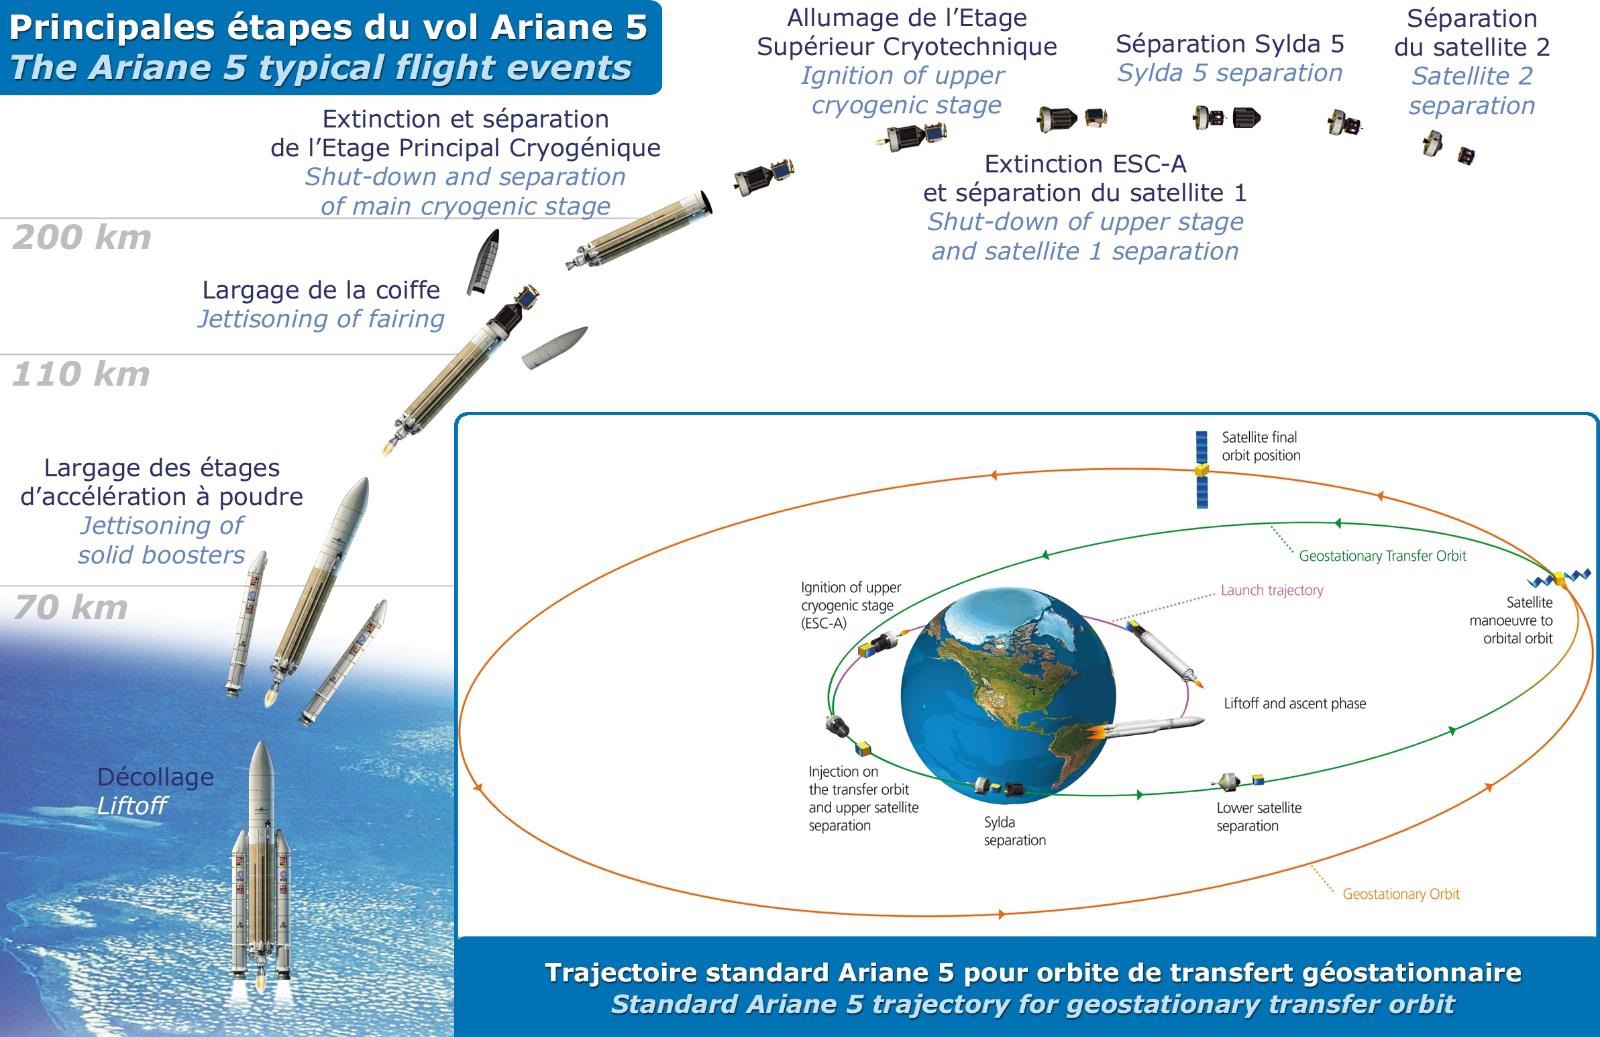 Principales étapes du vol Ariane 5
The Ariane 5 typical flight events
Allumage de l’Etage
Supérieur Cryotechnique
Ignition of upper
cryogenic stage
Séparation Sylda 5
Sylda 5 separation
Séparation
du satellite 2
Satellite 2
separation
Extinction et séparation
de l’Etage Principal Cryogénique
Shut-down and separation
of main cryogenic stage
Extinction ESC-A
et séparation du satellite 1
Shut-down of upper stage
and satellite 1 separation
200 km
Largage de la coiffe
Jettisoning of fairing
110 km
Largage des étages
d’accélération à poudre
Jettisoning of
solid boosters
70 km
Décollage
Liftoff
Satellite final
orbit position
Geostationary Transfer Orbit
Ignition of upper
cryogenic stage
(ESC-A)
Launch trajectory
Satellite
manoeuvre to
orbital orbit
Liftoff and ascent phase
Injection on
the transfer orbit
and upper satellite
separation
Sylda
separation
Lower satellite
separation
Geostationary Orbit
Trajectoire standard Ariane 5 pour orbite de transfert géostationnaire
Standard Ariane 5 trajectory for geostationary transfer orbit